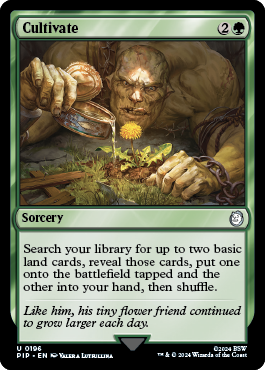 Cultivate 2
Sorcery
Search your library for up to two basic
land cards, reveal those cards, put one
onto the battlefield tapped and the
other into your hand, then shuffle.
Like him, his tiny flower friend continued
to grow larger each day.
U 0196 ©2024 BSW
PIP • EN Valera Lutfullina ™ & © 2024 Wizards of the Coast